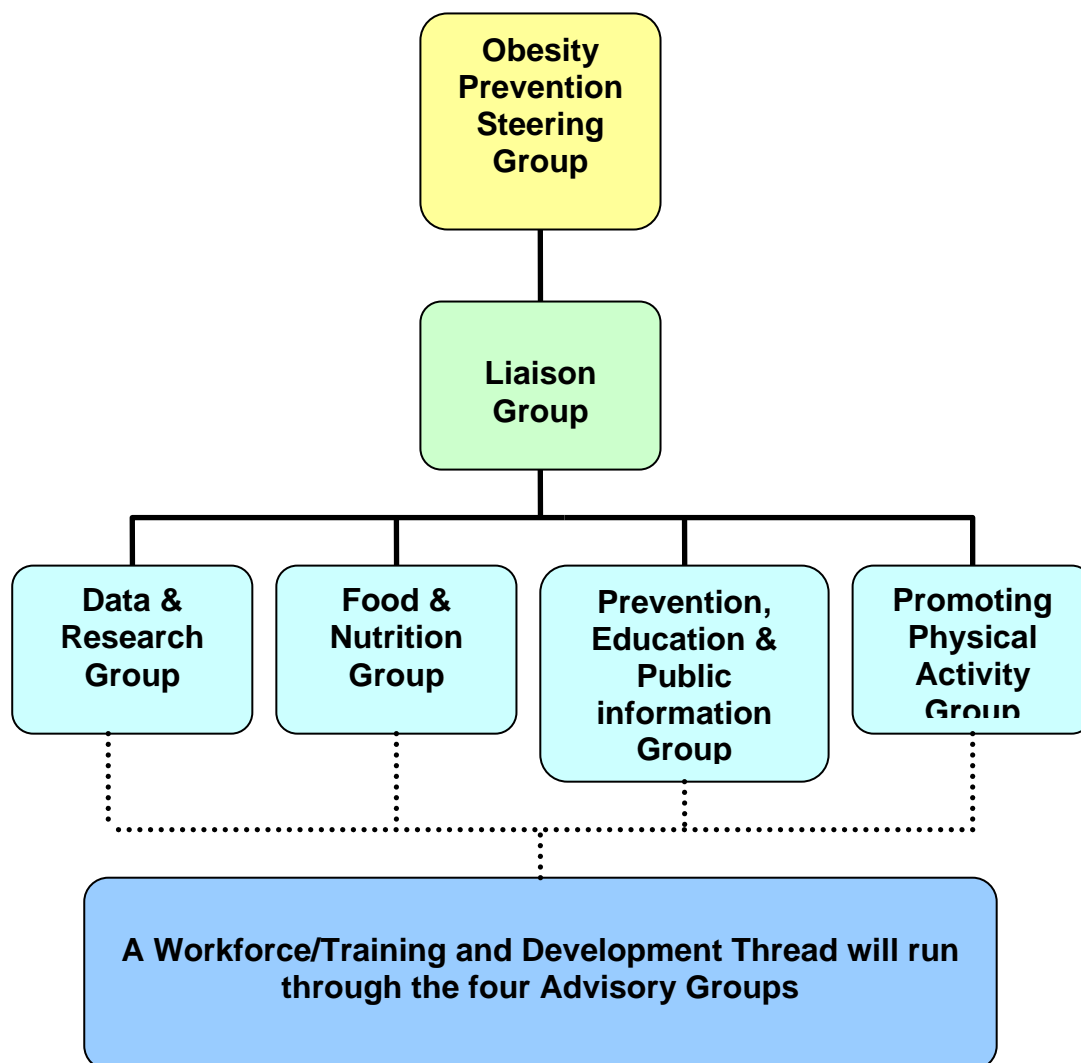 Obesity
Prevention
Steering
Group
Liaison
Group
Data &
Research
Group
Food &
Nutrition
Group
Prevention,
Education &
Public
information
Group
Promoting
Physical
Activity
Group
A Workforce/Training and Development Thread will run
through the four Advisory Groups